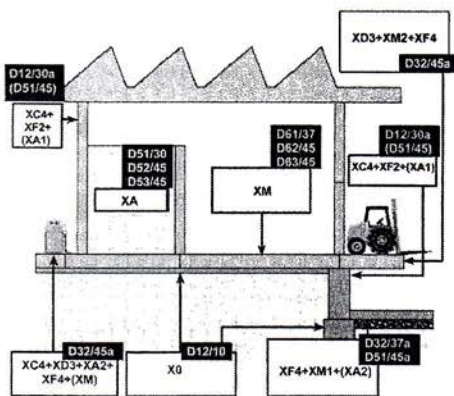 XD3+XM2+XF4
D32/45a
D12/30a
(D51/45)
XC4+
XF2+
(XA1)
D12/30a
(D51/45)
XC4+XF2+(XA1)
D51/30
D52/45
D53/45
XA
D61/37
D62/45
D63/45
XM
D32/45a
XC4+XD3+XA2+
XF4+(XM)
D12/10
X0
D32/37a
D51/45a
XF4+XM1+(XA2)